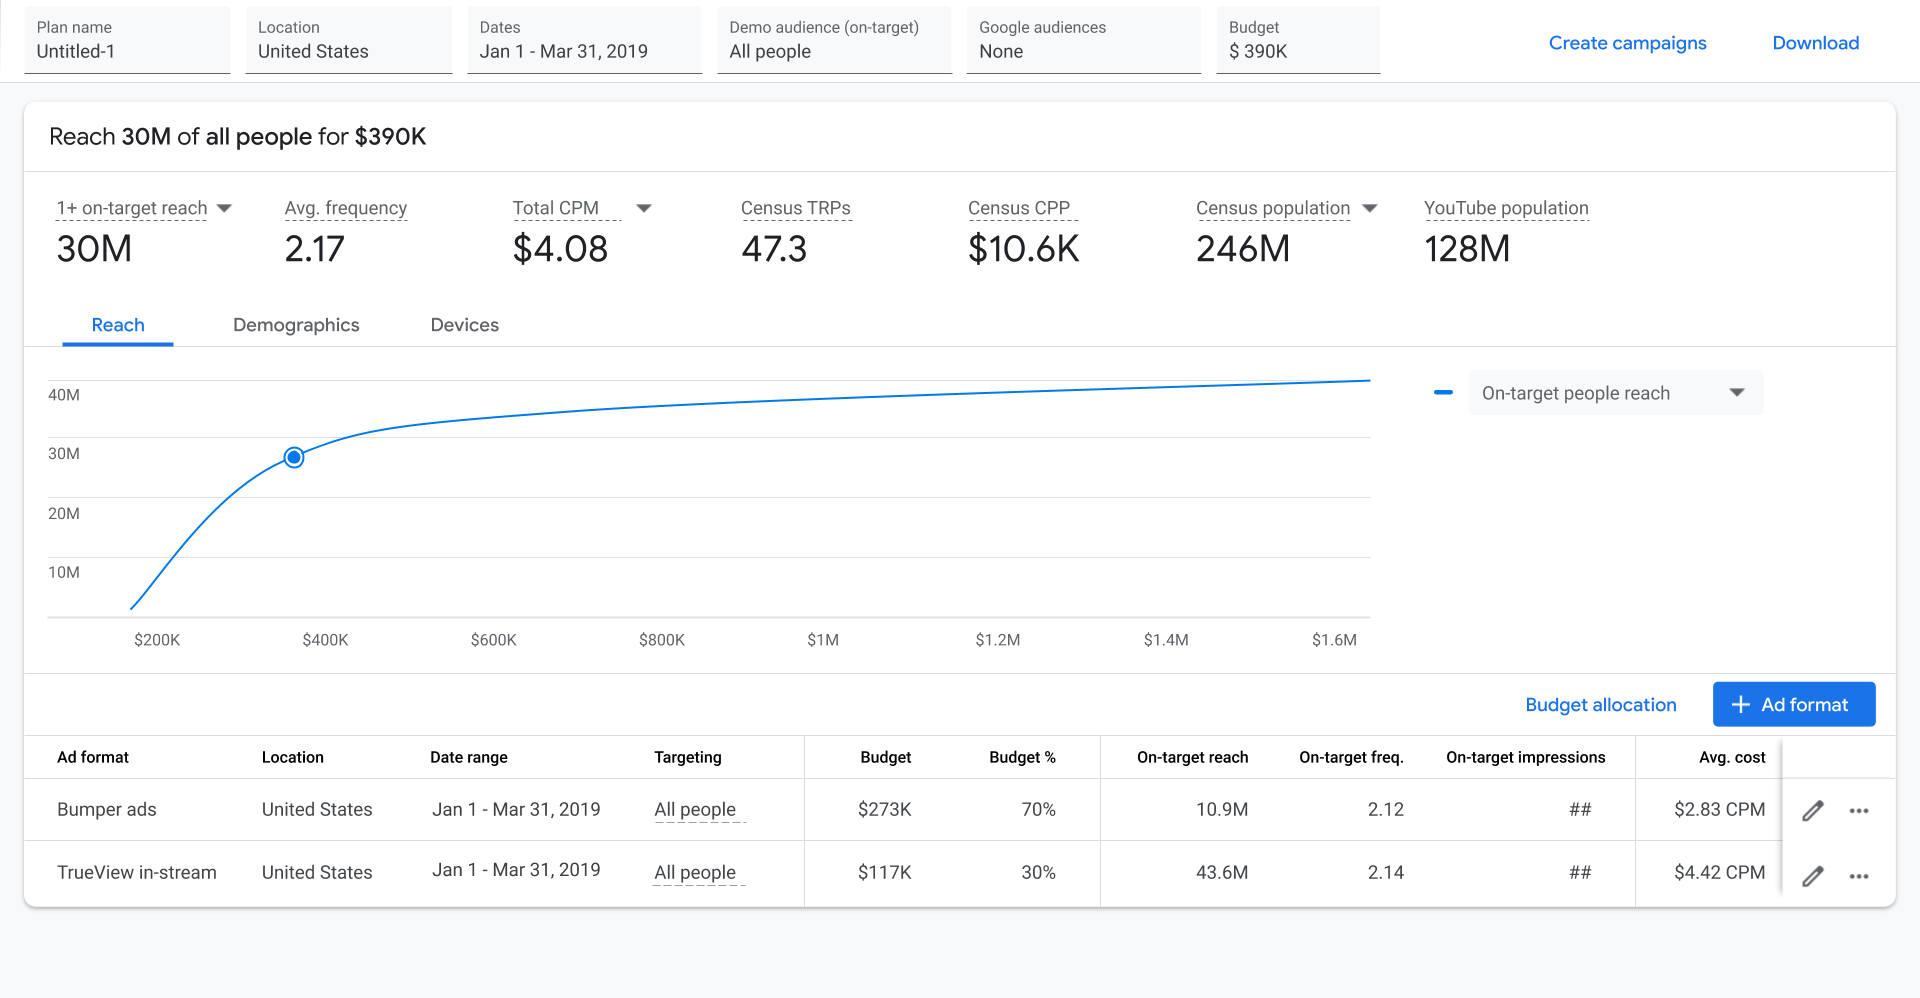 Plan name
Untitled-1
Location
United States
Dates
Jan 1 - Mar 31, 2019
Demo audience (on-target)
All people
Google audiences
None
Budget
$ 390K
Create campaigns
Download
Reach 30M of all people for $390K
1+ on-target reach
30M
Avg. frequency
2.17
Total CPM
$4.08
Census TRPs
47.3
Census CPP
$10.6K
Census population
246M
YouTube population
128M
Reach Demographics Devices
40M
30M
20M
10M
$200K $400K $600K $800K $1M $1.2M $1.4M $1.6M
On-target people reach
Budget allocation
+ Ad format
Ad format Location Date range Targeting Budget Budget % On-target reach On-target freq. On-target impressions Avg. cost
Bumper ads United States Jan 1 - Mar 31, 2019 All people $273K 70% 10.9M 2.12 ## $2.83 CPM
TrueView in-stream United States Jan 1 - Mar 31, 2019 All people $117K 30% 43.6M 2.14 ## $4.42 CPM